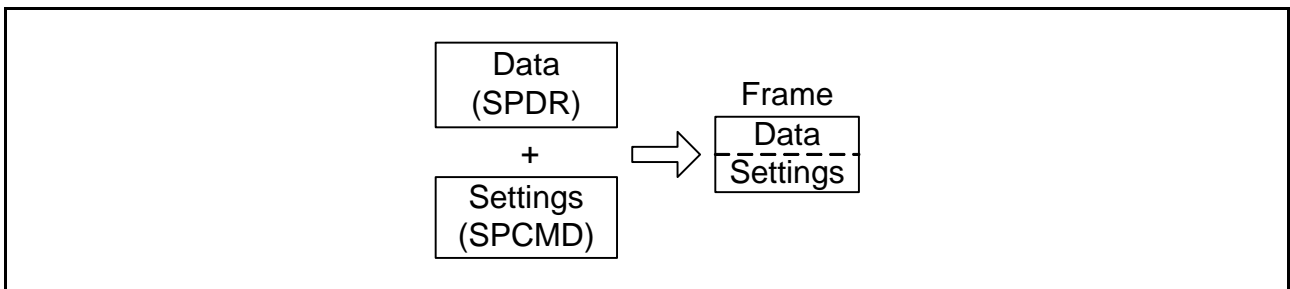 Data
(SPDR)
+
Settings
(SPCMD)
Frame
Data
Settings